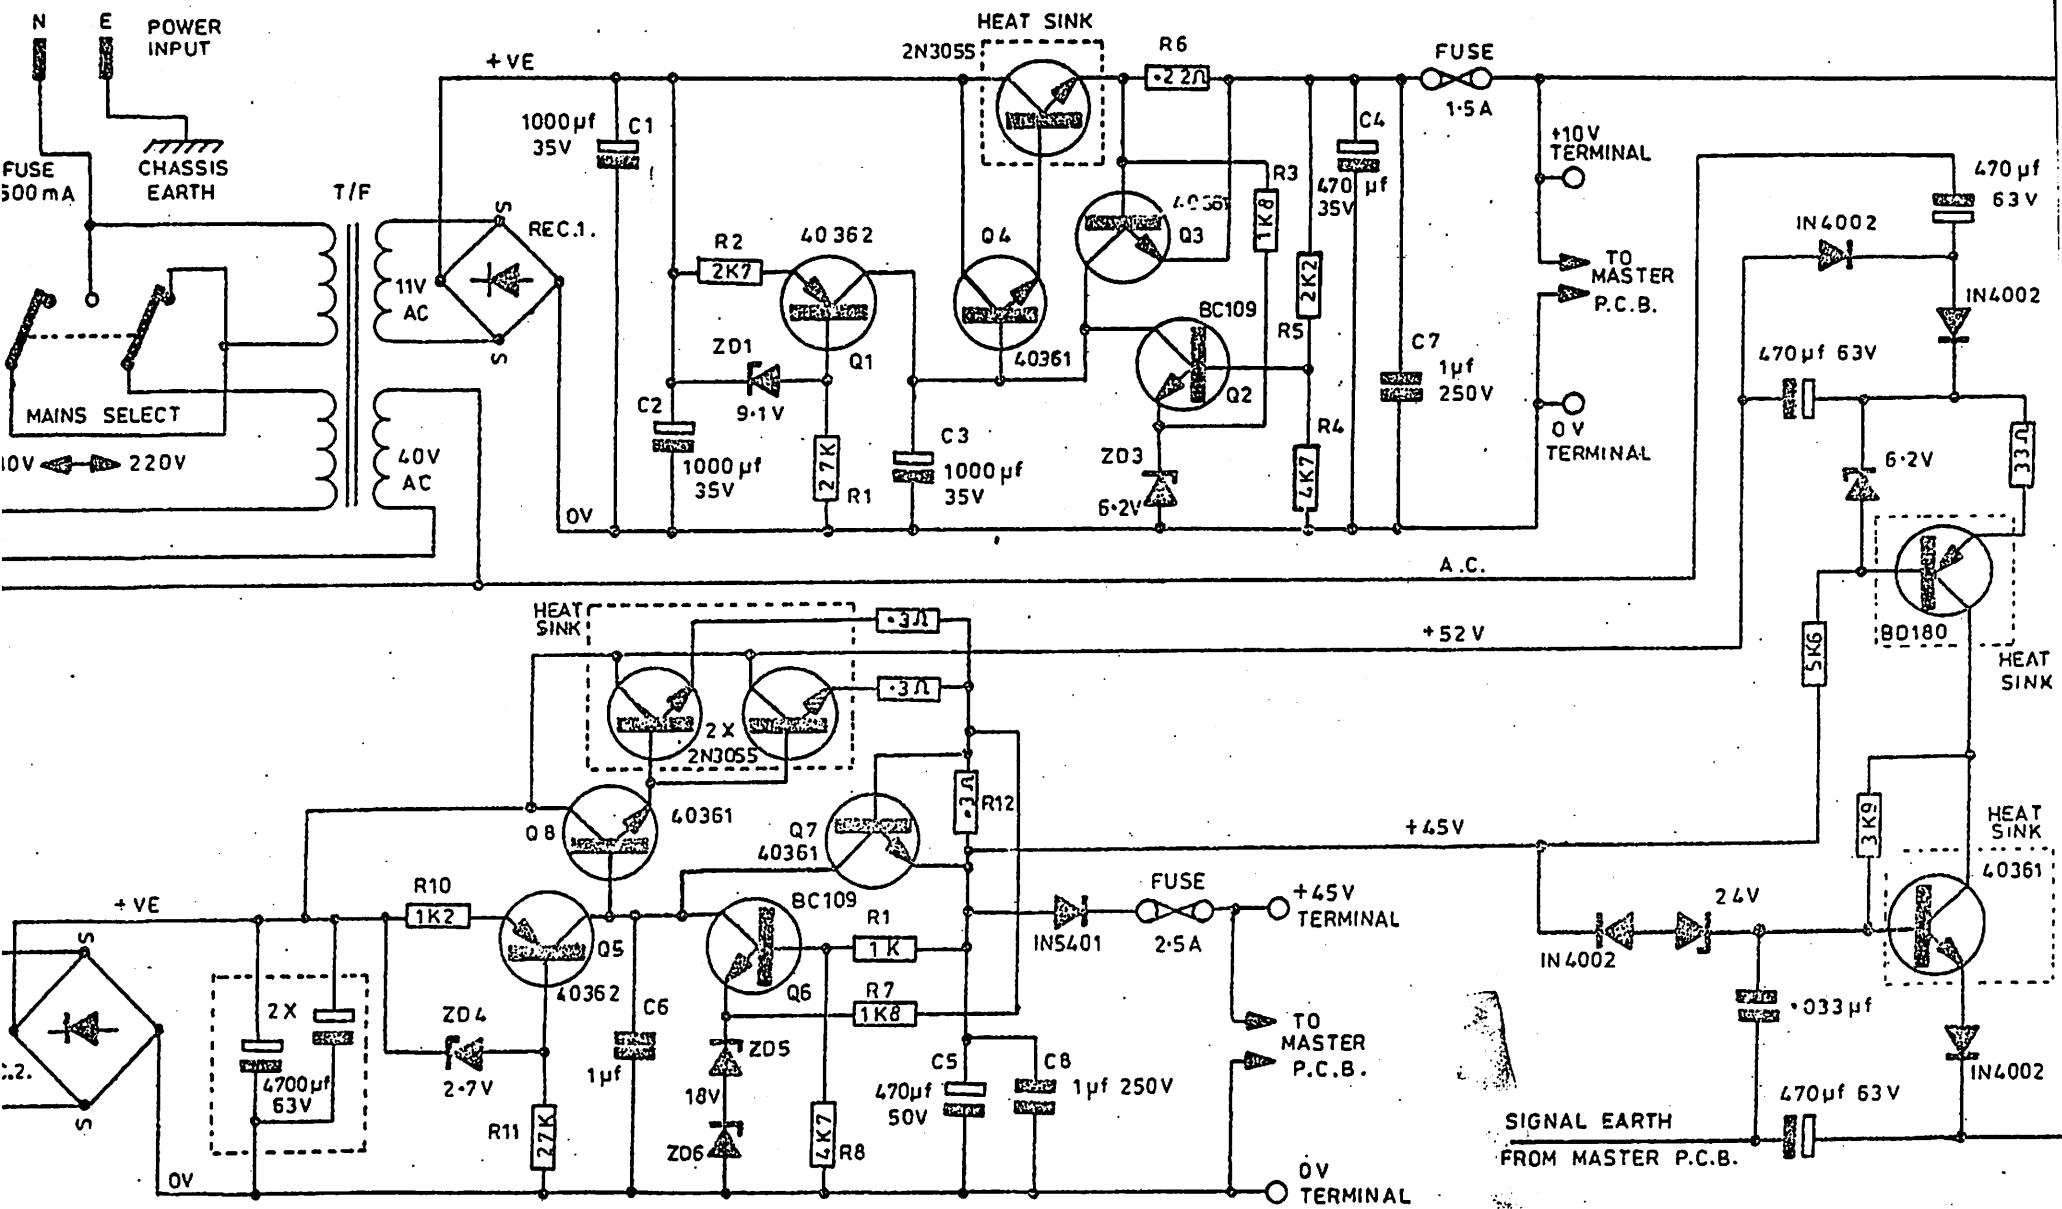 N
E
POWER
INPUT
FUSE
500mA
CHASSIS
EARTH
T/F
MAINS SELECT
220V
11V
AC
40V
AC
+VE
S
REC.1.
S
0V
1000µf
35V
C1
R2
2K7
40362
Q1
ZD1
9·1V
C2
1000µf
35V
27K
R1
C3
1000µf
35V
HEAT SINK
2N3055
R6
·22Ω
Q4
40361
Q3
R3
1K8
BC109
Q2
ZD3
6·2V
2K2
R5
R4
4K7
C4
470µf
35V
C7
1µf
250V
FUSE
1·5A
+10V
TERMINAL
TO
MASTER
P.C.B.
0V
TERMINAL
470µf
63V
IN4002
IN4002
470µf 63V
6·2V
33Ω
BD180
HEAT
SINK
A.C.
+52V
5K6
HEAT
SINK
·3Ω
·3Ω
2X
2N3055
Q8
40361
Q7
40361
·3Ω
R12
+45V
3K9
HEAT
SINK
40361
+VE
S
S
0V
2X
4700µf
63V
R10
1K2
Q5
40362
ZD4
2·7V
R11
27K
C6
1µf
BC109
Q6
R1
1K
R7
1K8
ZD5
18V
ZD6
4K7
R8
C5
470µf
50V
C8
1µf 250V
IN5401
FUSE
2·5A
+45V
TERMINAL
TO
MASTER
P.C.B.
0V
TERMINAL
IN4002
24V
·033µf
IN4002
470µf 63V
SIGNAL EARTH
FROM MASTER P.C.B.